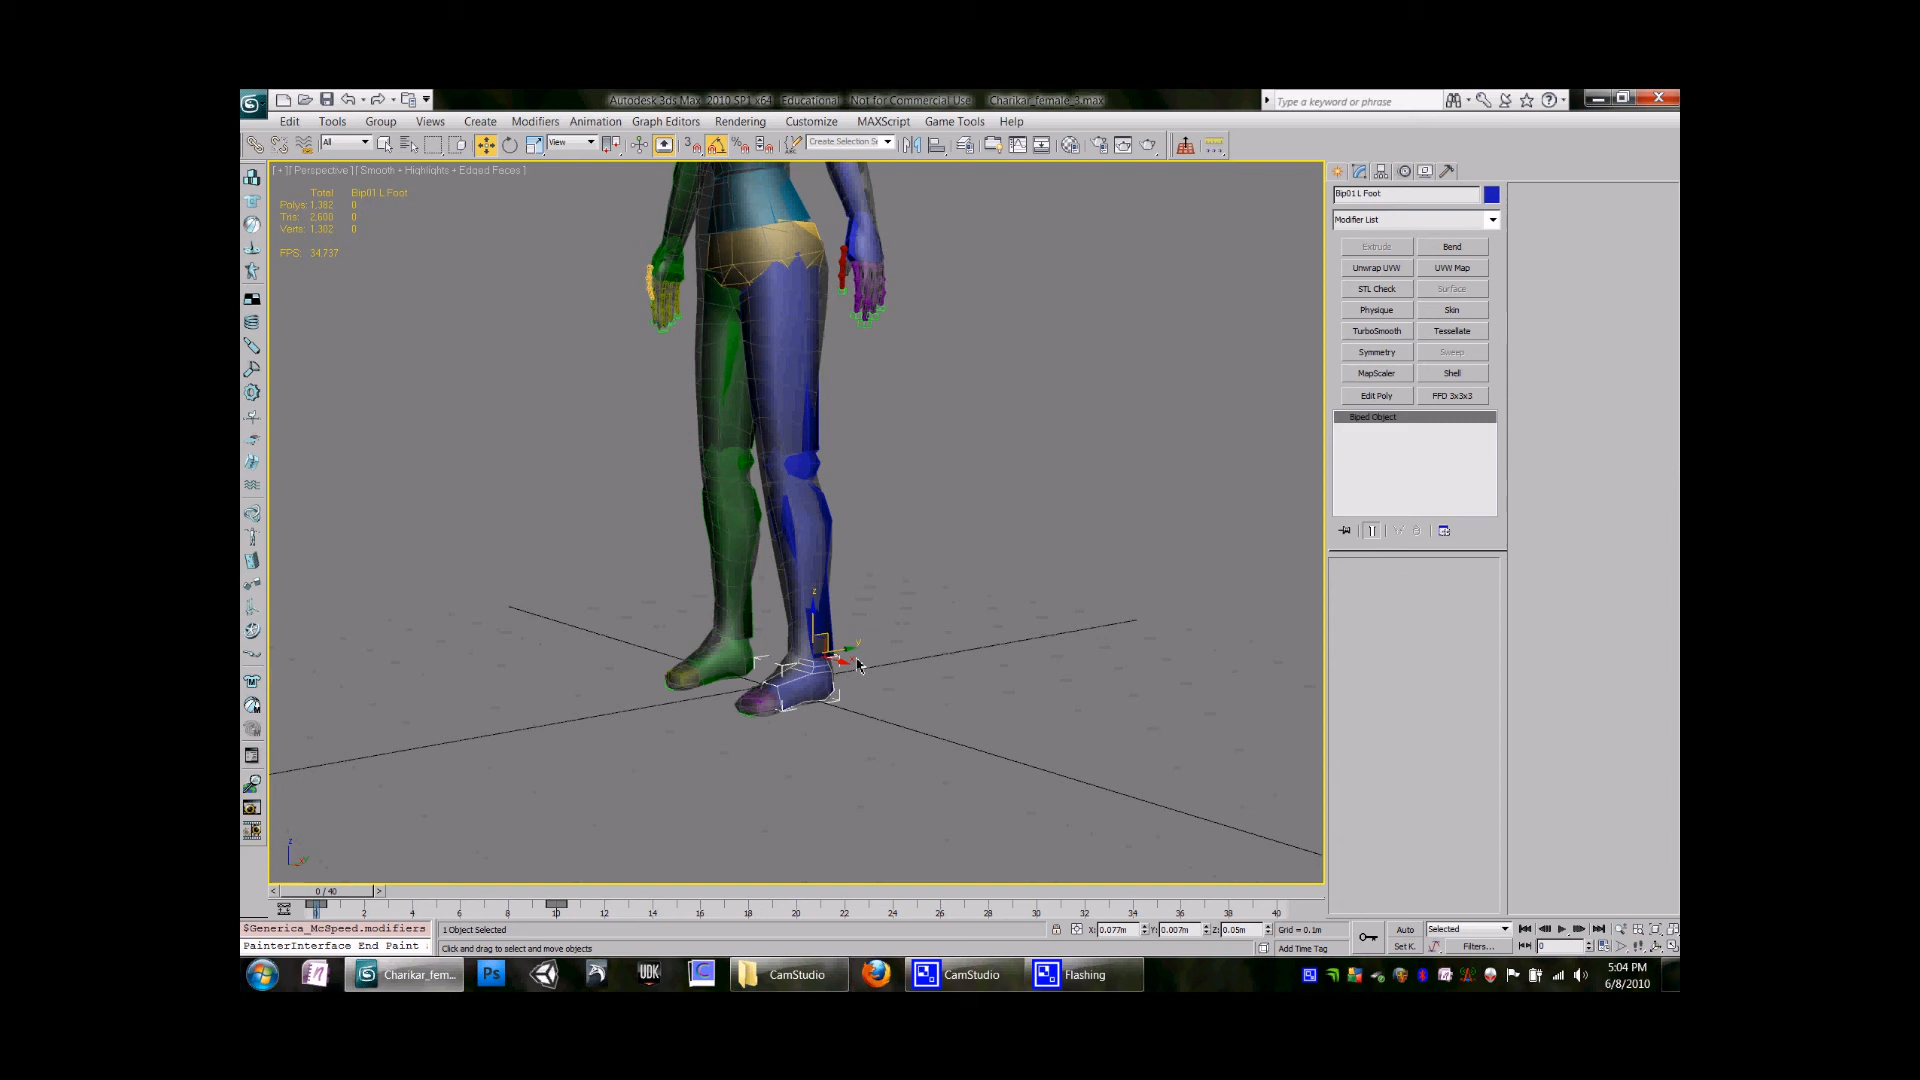 Autodesk 3ds Max 2010 SP1 x64 Educational Not for Commercial Use Charikar_female_3.max
Type a keyword or phrase
Edit Tools Group Views Create Modifiers Animation Graph Editors Rendering Customize MAXScript Game Tools Help
All View 3 Create Selection Se
[ + ] [ Perspective ] [ Smooth + Highlights + Edged Faces ]
Total Bip01 L Foot
Polys: 1,382 0
Tris: 2,600 0
Verts: 1,302 0
FPS: 34.737
Bip01 L Foot
Modifier List
Extrude Bend
Unwrap UVW UVW Map
STL Check Surface
Physique Skin
TurboSmooth Tessellate
Symmetry Sweep
MapScaler Shell
Edit Poly FFD 3x3x3
Biped Object
z
y
x
z
0 / 40
0 2 4 6 8 10 12 14 16 18 20 22 24 26 28 30 32 34 36 38 40
$Generica_McSpeed.modifiers
PainterInterface End Paint
1 Object Selected
X: 0.077m Y: 0.007m Z: 0.05m Grid = 0.1m
Click and drag to select and move objects
Add Time Tag
Auto Selected
Set K. Filters... 0
Charikar_fem...
Ps
UDK
CamStudio
CamStudio
Flashing
5:04 PM
6/8/2010